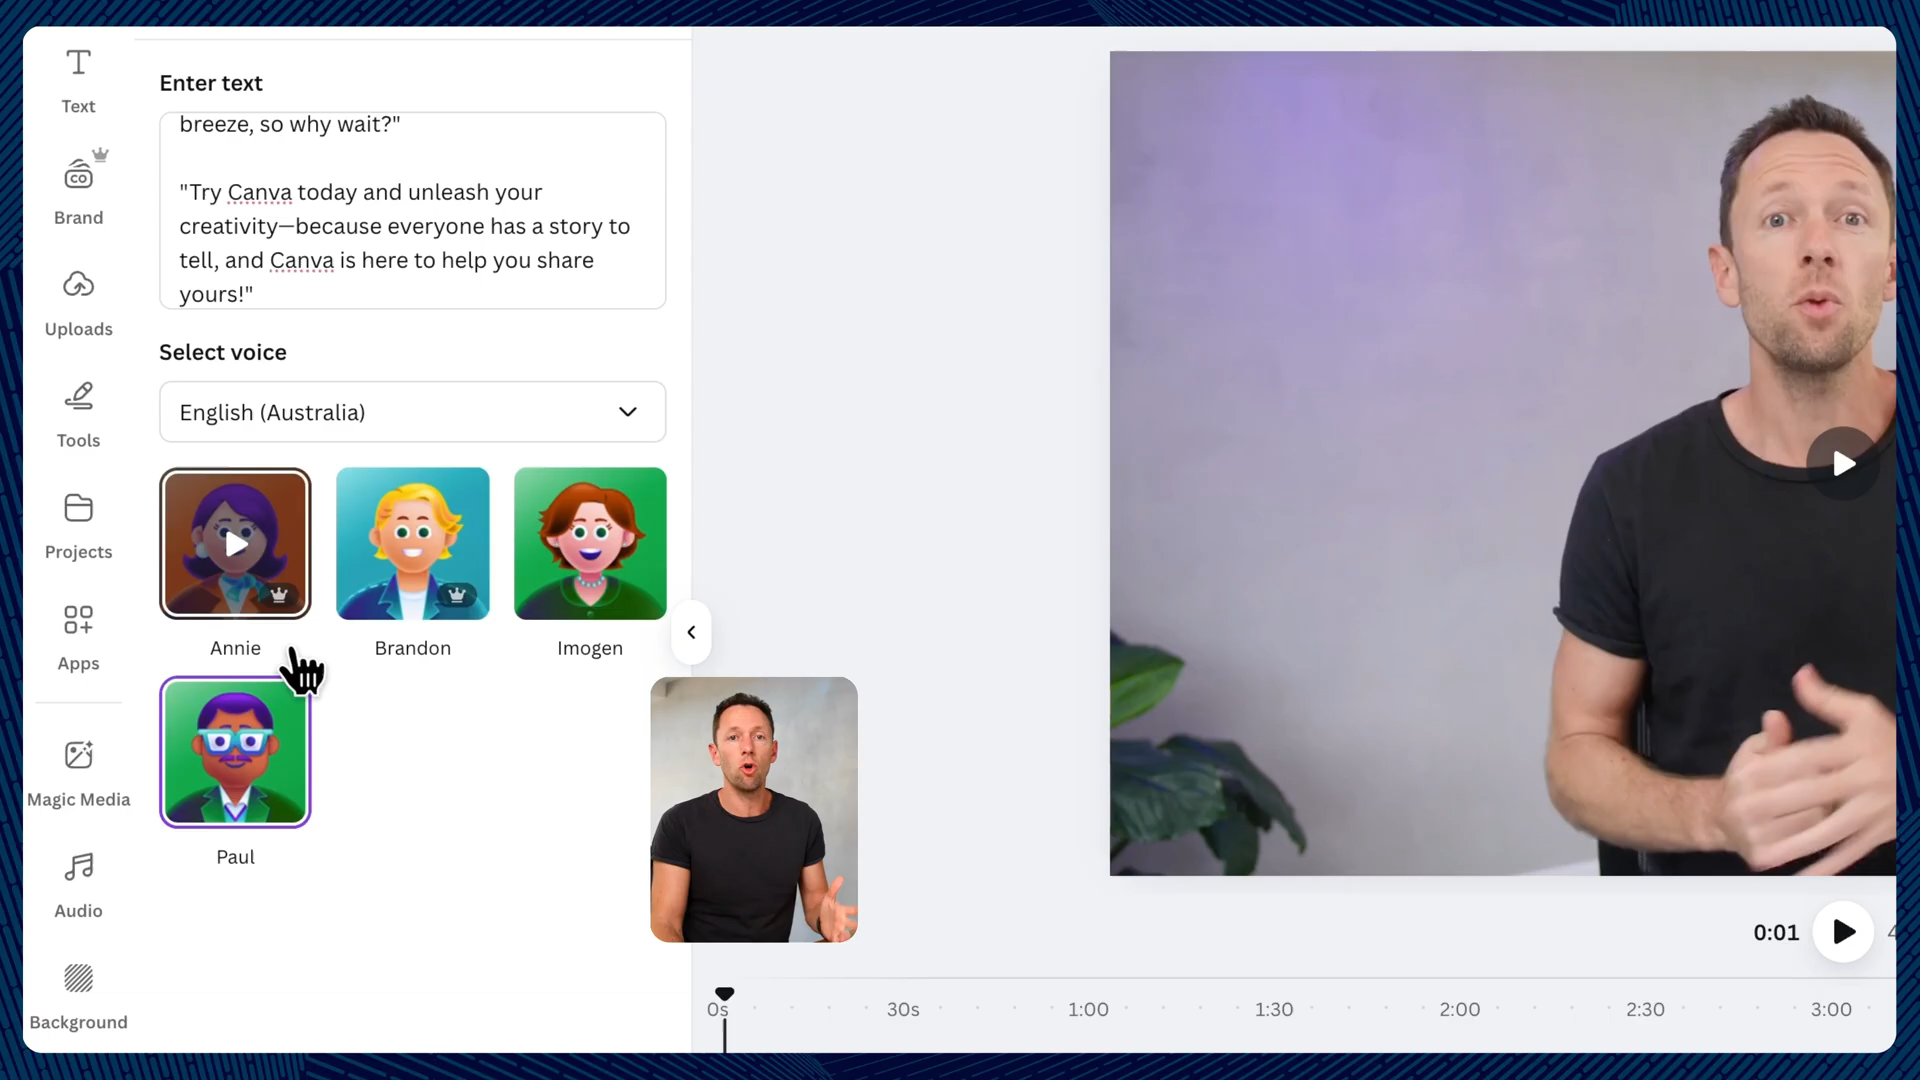 Text
Brand
CO
Uploads
Tools
Projects
Apps
Magic Media
Audio
Background
Enter text
breeze, so why wait?"
"Try Canva today and unleash your
creativity—because everyone has a story to
tell, and Canva is here to help you share
yours!"
Select voice
English (Australia)
Annie
Brandon
Imogen
Paul
0:01
0s
30s
1:00
1:30
2:00
2:30
3:00